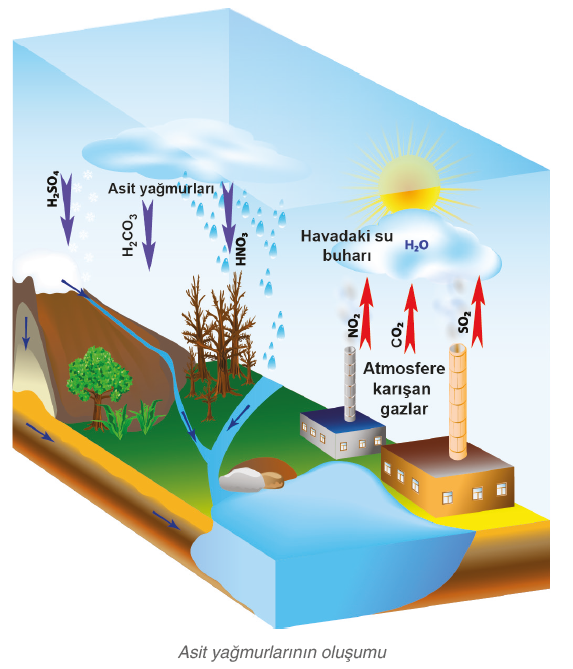 H₂SO₄
Asit yağmurları
H₂CO₃
HNO₃
Havadaki su
buharı
H₂O
NO₂
CO₂
SO₂
Atmosfere
karışan
gazlar
Asit yağmurlarının oluşumu